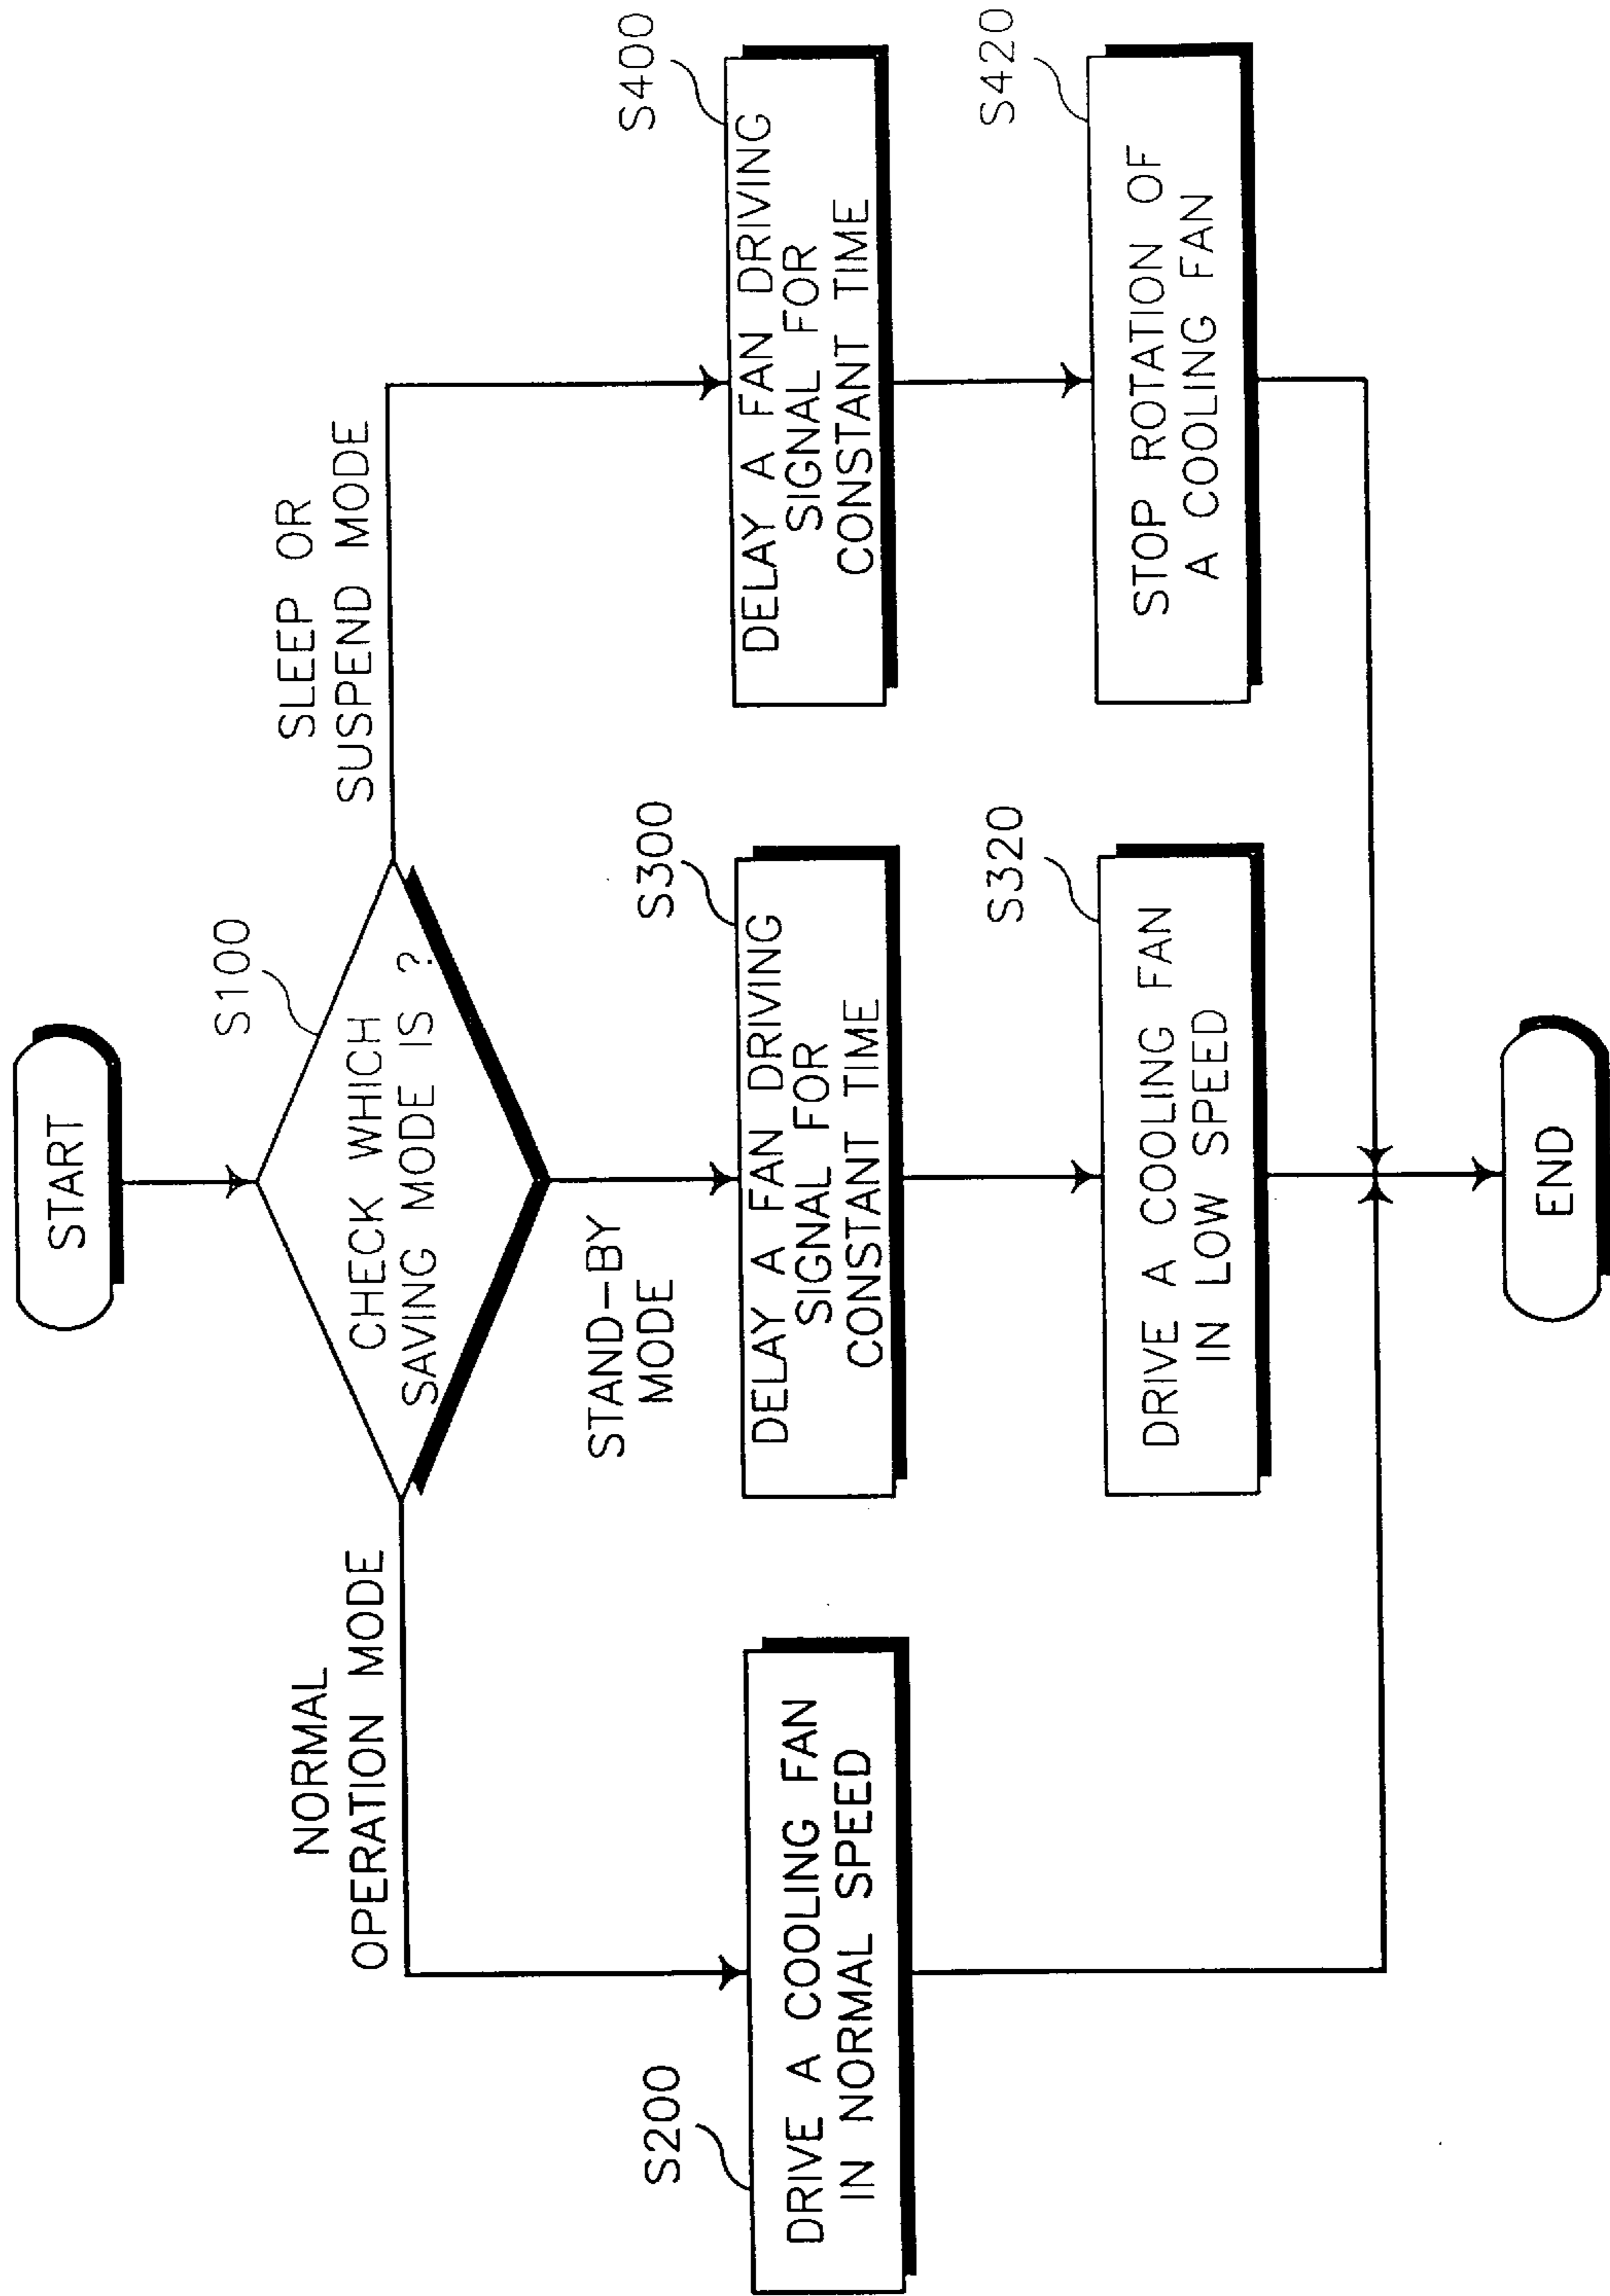 START
S100
CHECK WHICH
SAVING MODE IS ?
NORMAL
OPERATION MODE
STAND-BY
MODE
SLEEP OR
SUSPEND MODE
S200
DRIVE A COOLING FAN
IN NORMAL SPEED
S300
DELAY A FAN DRIVING
SIGNAL FOR
CONSTANT TIME
S400
DELAY A FAN DRIVING
SIGNAL FOR
CONSTANT TIME
S320
DRIVE A COOLING FAN
IN LOW SPEED
S420
STOP ROTATION OF
A COOLING FAN
END